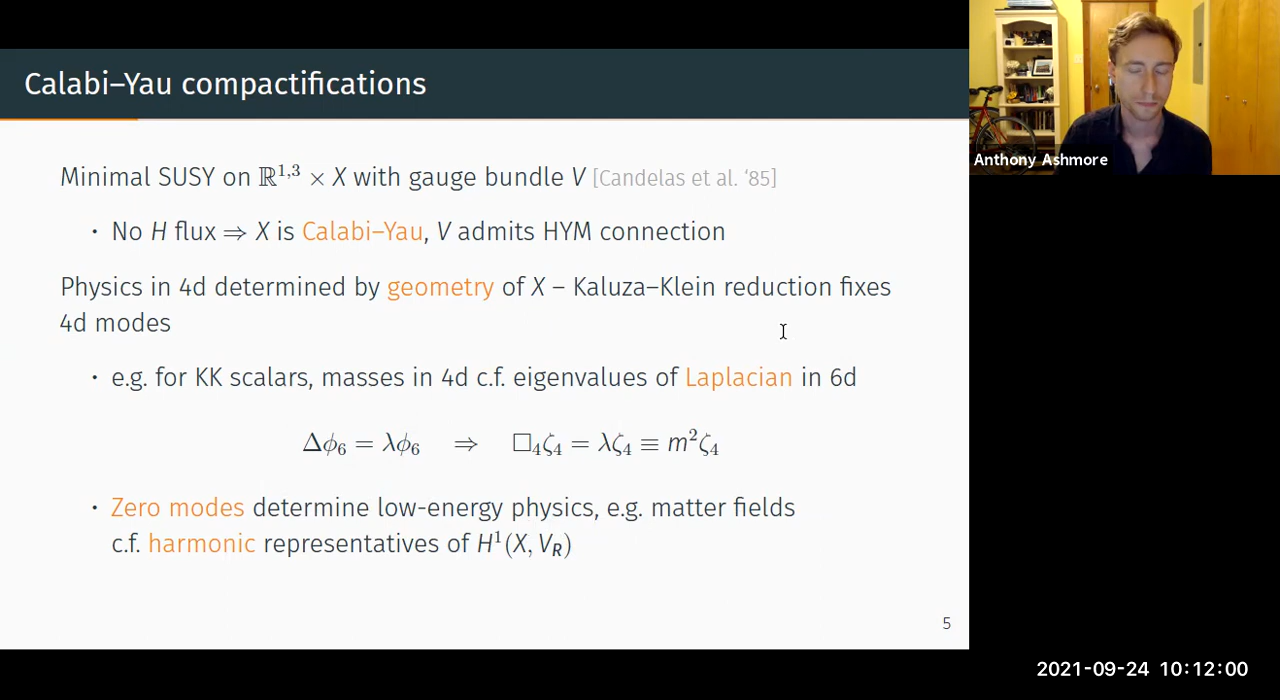 Calabi–Yau compactifications
Anthony Ashmore
Minimal SUSY on ℝ¹,³ × X with gauge bundle V [Candelas et al. ‘85]
· No H flux ⇒ X is Calabi–Yau, V admits HYM connection
Physics in 4d determined by geometry of X – Kaluza–Klein reduction fixes
4d modes
· e.g. for KK scalars, masses in 4d c.f. eigenvalues of Laplacian in 6d
Δϕ₆ = λϕ₆ ⇒ □₄ζ₄ = λζ₄ ≡ m²ζ₄
· Zero modes determine low-energy physics, e.g. matter fields
c.f. harmonic representatives of H¹(X, V_R)
5
2021-09-24 10:12:00